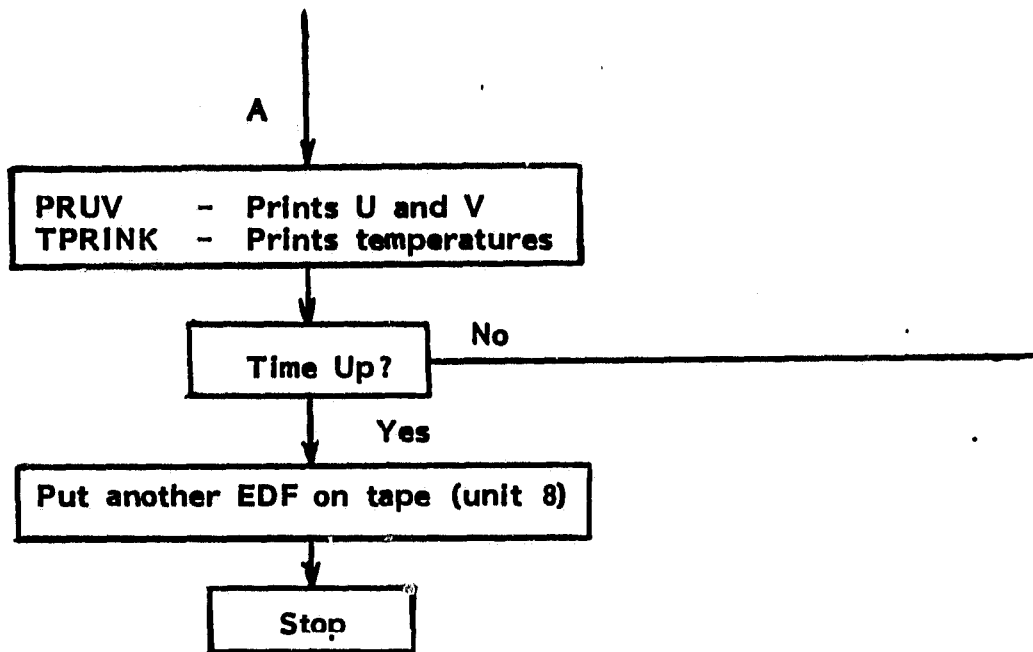 A
PRUV - Prints U and V
TPRINK - Prints temperatures
Time Up?
No
Yes
Put another EDF on tape (unit 8)
Stop